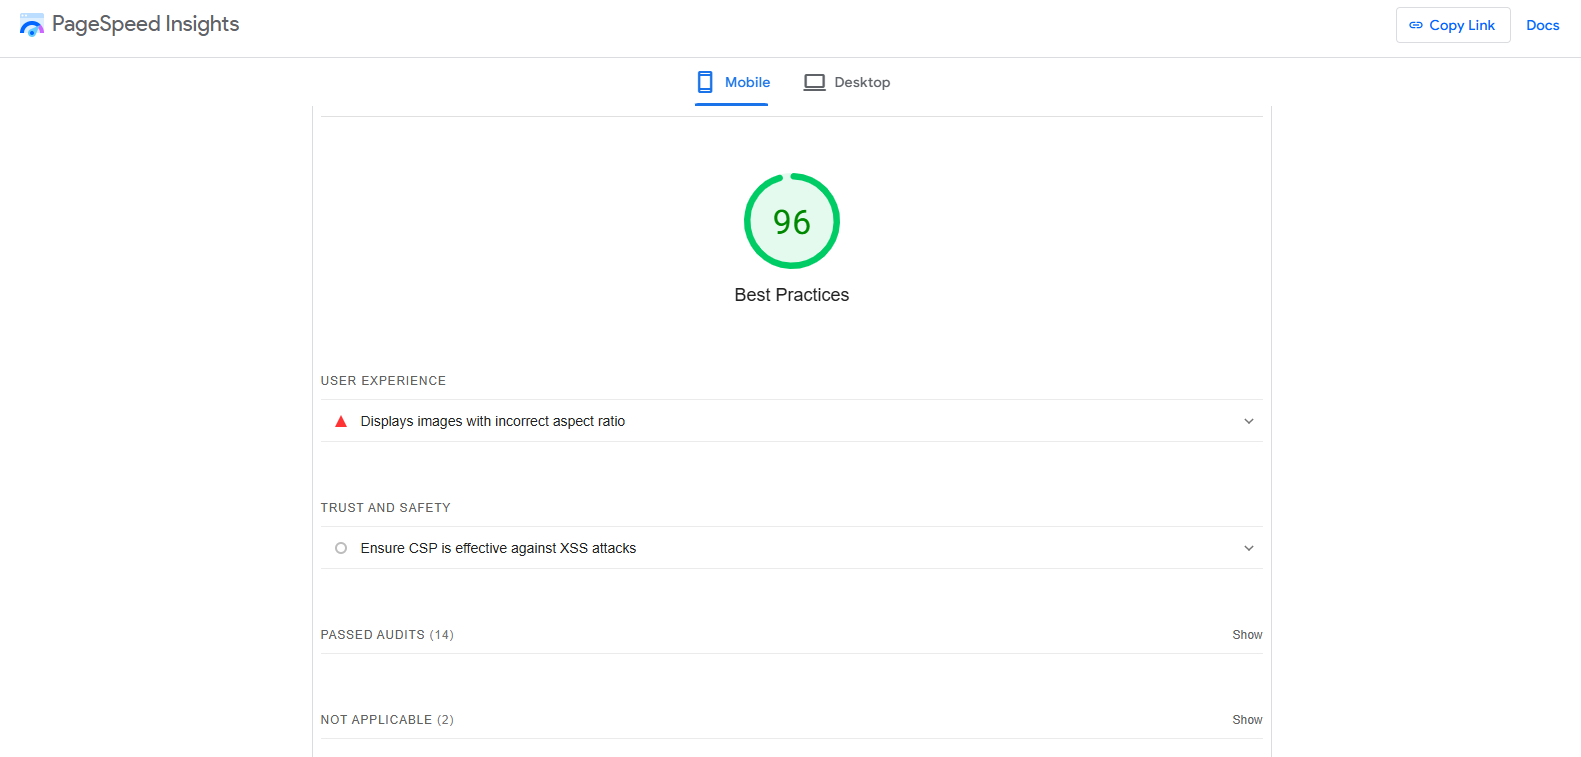 PageSpeed Insights
Copy Link
Docs
Mobile
Desktop
96
Best Practices
USER EXPERIENCE
Displays images with incorrect aspect ratio
TRUST AND SAFETY
Ensure CSP is effective against XSS attacks
PASSED AUDITS (14)
Show
NOT APPLICABLE (2)
Show